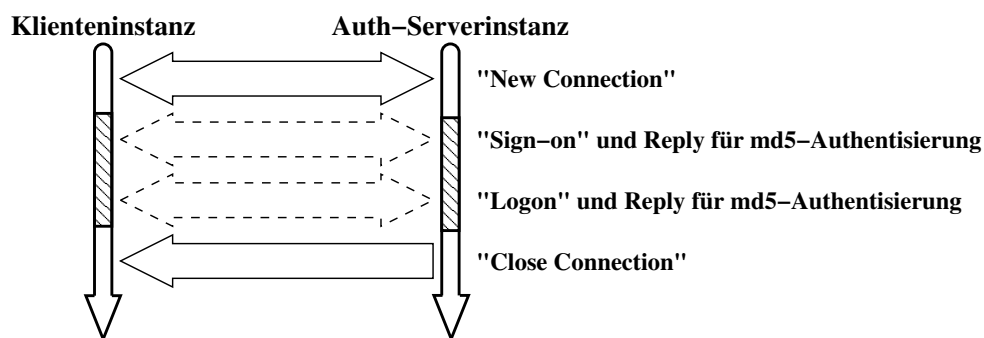 Klienteninstanz Auth−Serverinstanz
"New Connection"
"Sign−on" und Reply für md5−Authentisierung
"Logon" und Reply für md5−Authentisierung
"Close Connection"